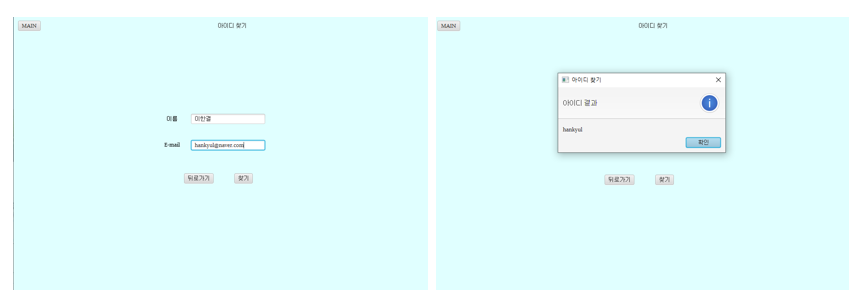 MAIN
아이디 찾기
이름
이한결
E-mail
hankyul@naver.com
뒤로가기
찾기
MAIN
아이디 찾기
아이디 찾기
아이디 결과
hankyul
확인
뒤로가기
찾기